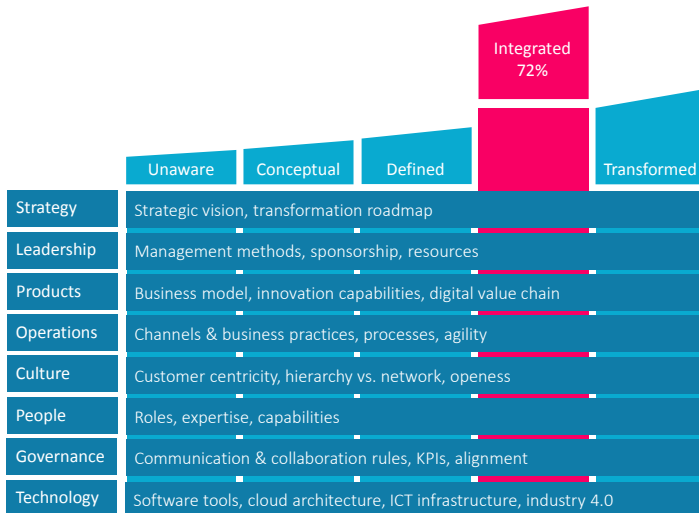 Integrated
72%
Unaware
Conceptual
Defined
Transformed
Strategy
Strategic vision, transformation roadmap
Leadership
Management methods, sponsorship, resources
Products
Business model, innovation capabilities, digital value chain
Operations
Channels & business practices, processes, agility
Culture
Customer centricity, hierarchy vs. network, openess
People
Roles, expertise, capabilities
Governance
Communication & collaboration rules, KPIs, alignment
Technology
Software tools, cloud architecture, ICT infrastructure, industry 4.0